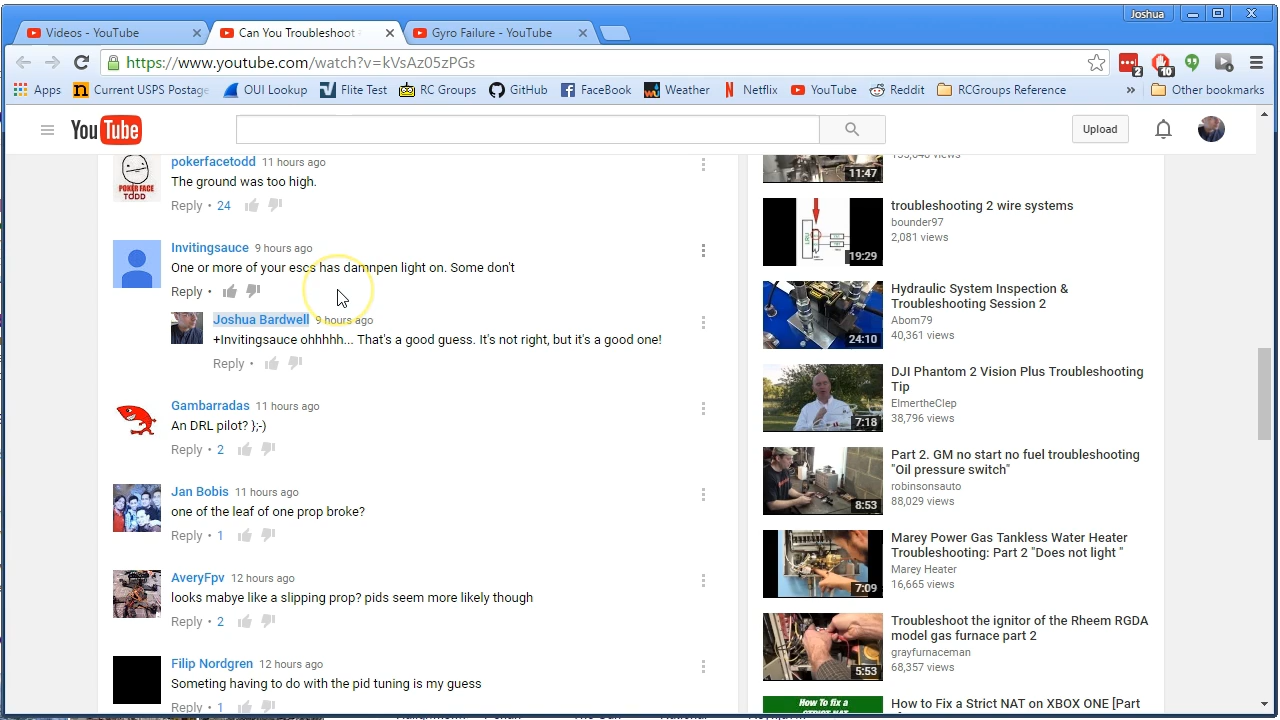 Joshua
Videos - YouTube
Can You Troubleshoot
Gyro Failure - YouTube
https://www.youtube.com/watch?v=kVsAz05zPGs
2
10
Apps
Current USPS Postage
OUI Lookup
Flite Test
RC Groups
GitHub
FaceBook
Weather
Netflix
YouTube
Reddit
RCGroups Reference
»
Other bookmarks
YouTube
Upload
pokerfacetodd 11 hours ago
The ground was too high.
Reply • 24
POKER FACE
TODD
Invitingsauce 9 hours ago
One or more of your escs has damnpen light on. Some don't
Reply •
Joshua Bardwell 9 hours ago
+Invitingsauce ohhhhh... That's a good guess. It's not right, but it's a good one!
Reply •
Gambarradas 11 hours ago
An DRL pilot? };-)
Reply • 2
Jan Bobis 11 hours ago
One of the leaf of one prop broke?
Reply • 1
AveryFpv 12 hours ago
looks mabye like a slipping prop? pids seem more likely though
Reply • 2
Filip Nordgren 12 hours ago
Someting having to do with the pid tuning is my guess
Reply • 1
views
11:47
troubleshooting 2 wire systems
bounder97
2,081 views
19:29
Hydraulic System Inspection &
Troubleshooting Session 2
Abom79
40,361 views
24:10
DJI Phantom 2 Vision Plus Troubleshooting
Tip
ElmertheClep
38,796 views
7:18
Part 2. GM no start no fuel troubleshooting
"Oil pressure switch"
robinsonsauto
88,029 views
8:53
Marey Power Gas Tankless Water Heater
Troubleshooting: Part 2 "Does not light "
Marey Heater
16,665 views
7:09
Troubleshoot the ignitor of the Rheem RGDA
model gas furnace part 2
grayfurnaceman
68,357 views
5:53
How to Fix a Strict NAT on XBOX ONE [Part
How To fix a